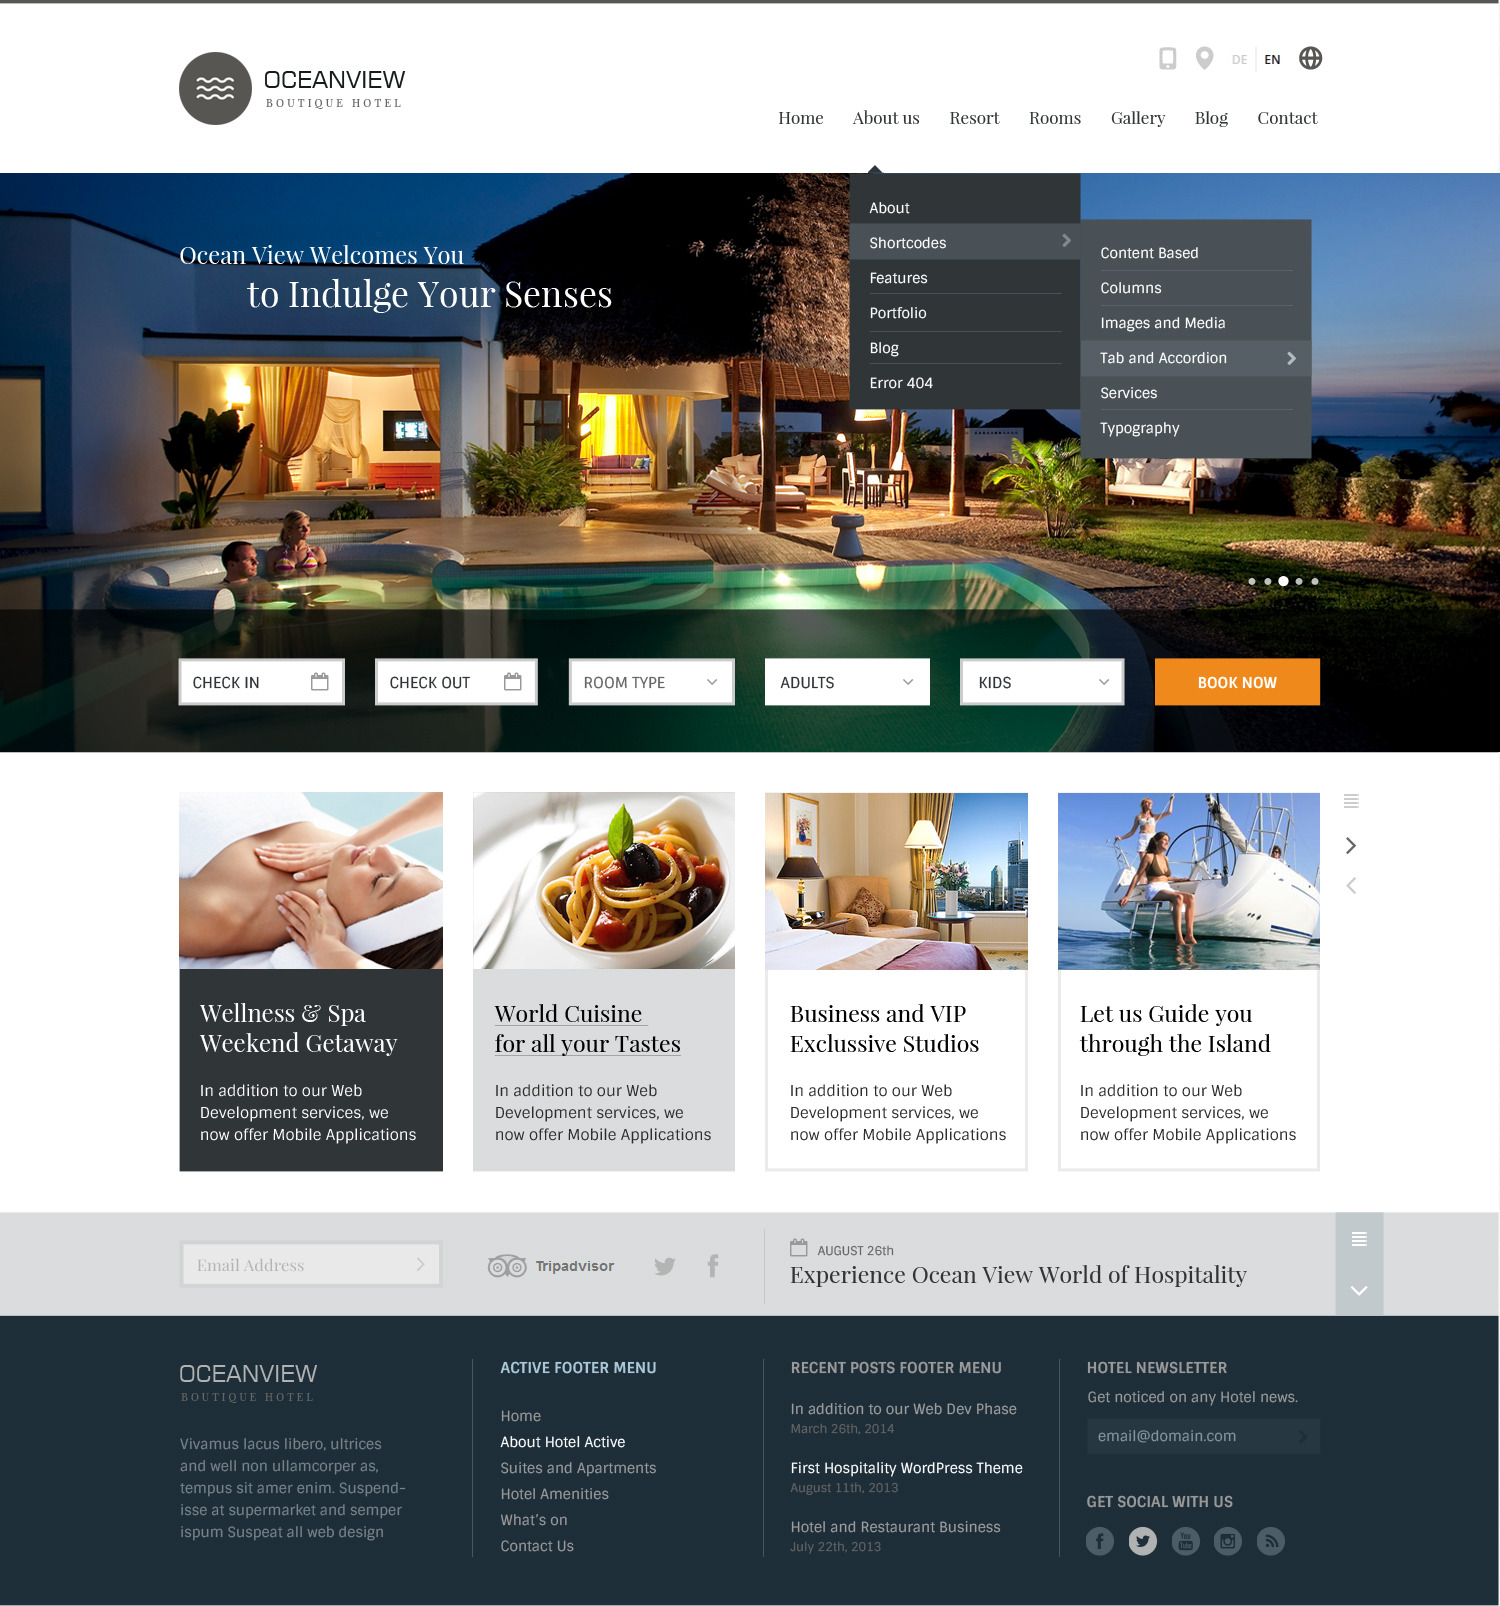 OCEANVIEW
BOUTIQUE HOTEL
DE
EN
Home
About us
Resort
Rooms
Gallery
Blog
Contact
Ocean View Welcomes You
to Indulge Your Senses
About
Shortcodes
Features
Portfolio
Blog
Error 404
Content Based
Columns
Images and Media
Tab and Accordion
Services
Typography
CHECK IN
CHECK OUT
ROOM TYPE
ADULTS
KIDS
BOOK NOW
Wellness & Spa
Weekend Getaway
In addition to our Web
Development services, we
now offer Mobile Applications
World Cuisine
for all your Tastes
In addition to our Web
Development services, we
now offer Mobile Applications
Business and VIP
Exclussive Studios
In addition to our Web
Development services, we
now offer Mobile Applications
Let us Guide you
through the Island
In addition to our Web
Development services, we
now offer Mobile Applications
Email Address
Tripadvisor
AUGUST 26th
Experience Ocean View World of Hospitality
OCEANVIEW
BOUTIQUE HOTEL
Vivamus lacus libero, ultrices
and well non ullamcorper as,
tempus sit amer enim. Suspend-
isse at supermarket and semper
ispum Suspeat all web design
ACTIVE FOOTER MENU
Home
About Hotel Active
Suites and Apartments
Hotel Amenities
What's on
Contact Us
RECENT POSTS FOOTER MENU
In addition to our Web Dev Phase
March 26th, 2014
First Hospitality WordPress Theme
August 11th, 2013
Hotel and Restaurant Business
July 22th, 2013
HOTEL NEWSLETTER
Get noticed on any Hotel news.
email@domain.com
GET SOCIAL WITH US
You
Tube